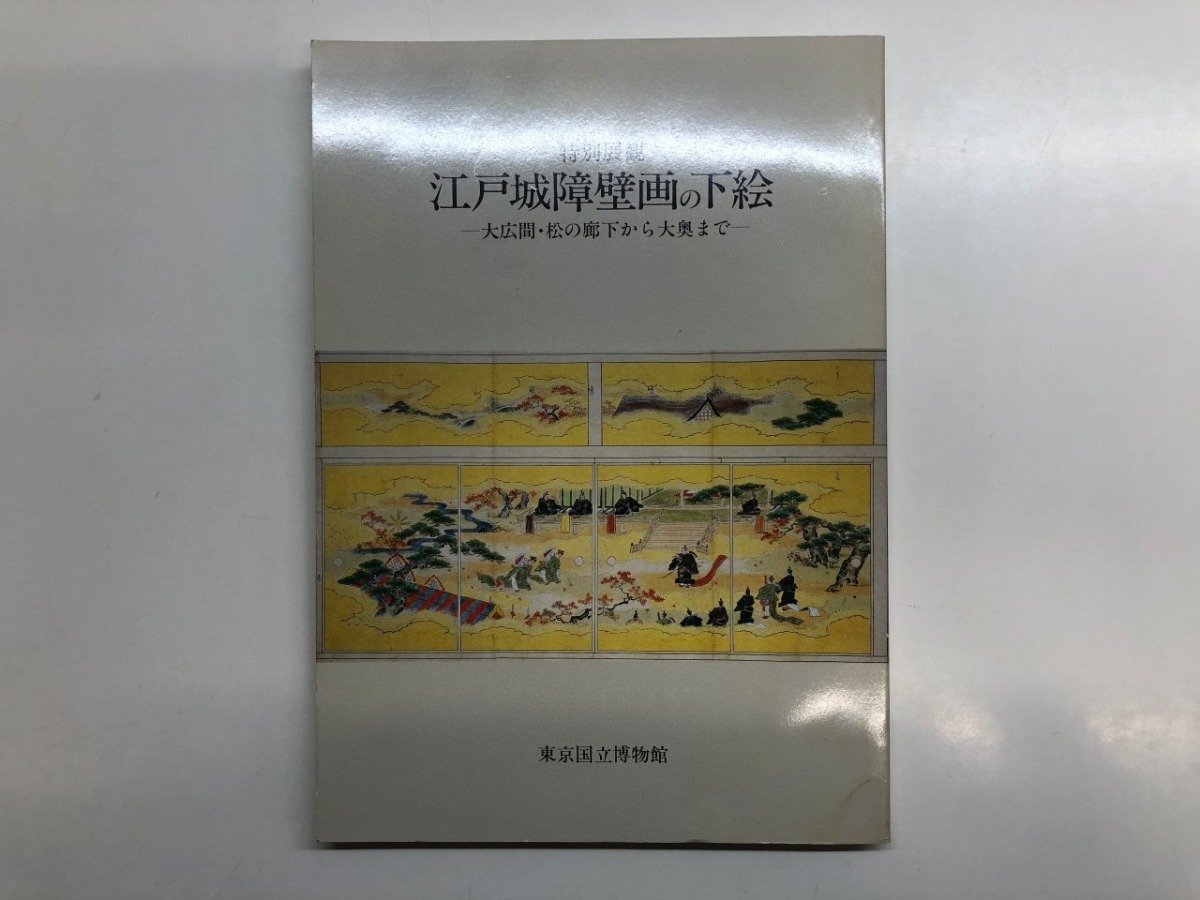 特別展観
江戸城障壁画の下絵
—大広間・松の廊下から大奥まで—
東京国立博物館